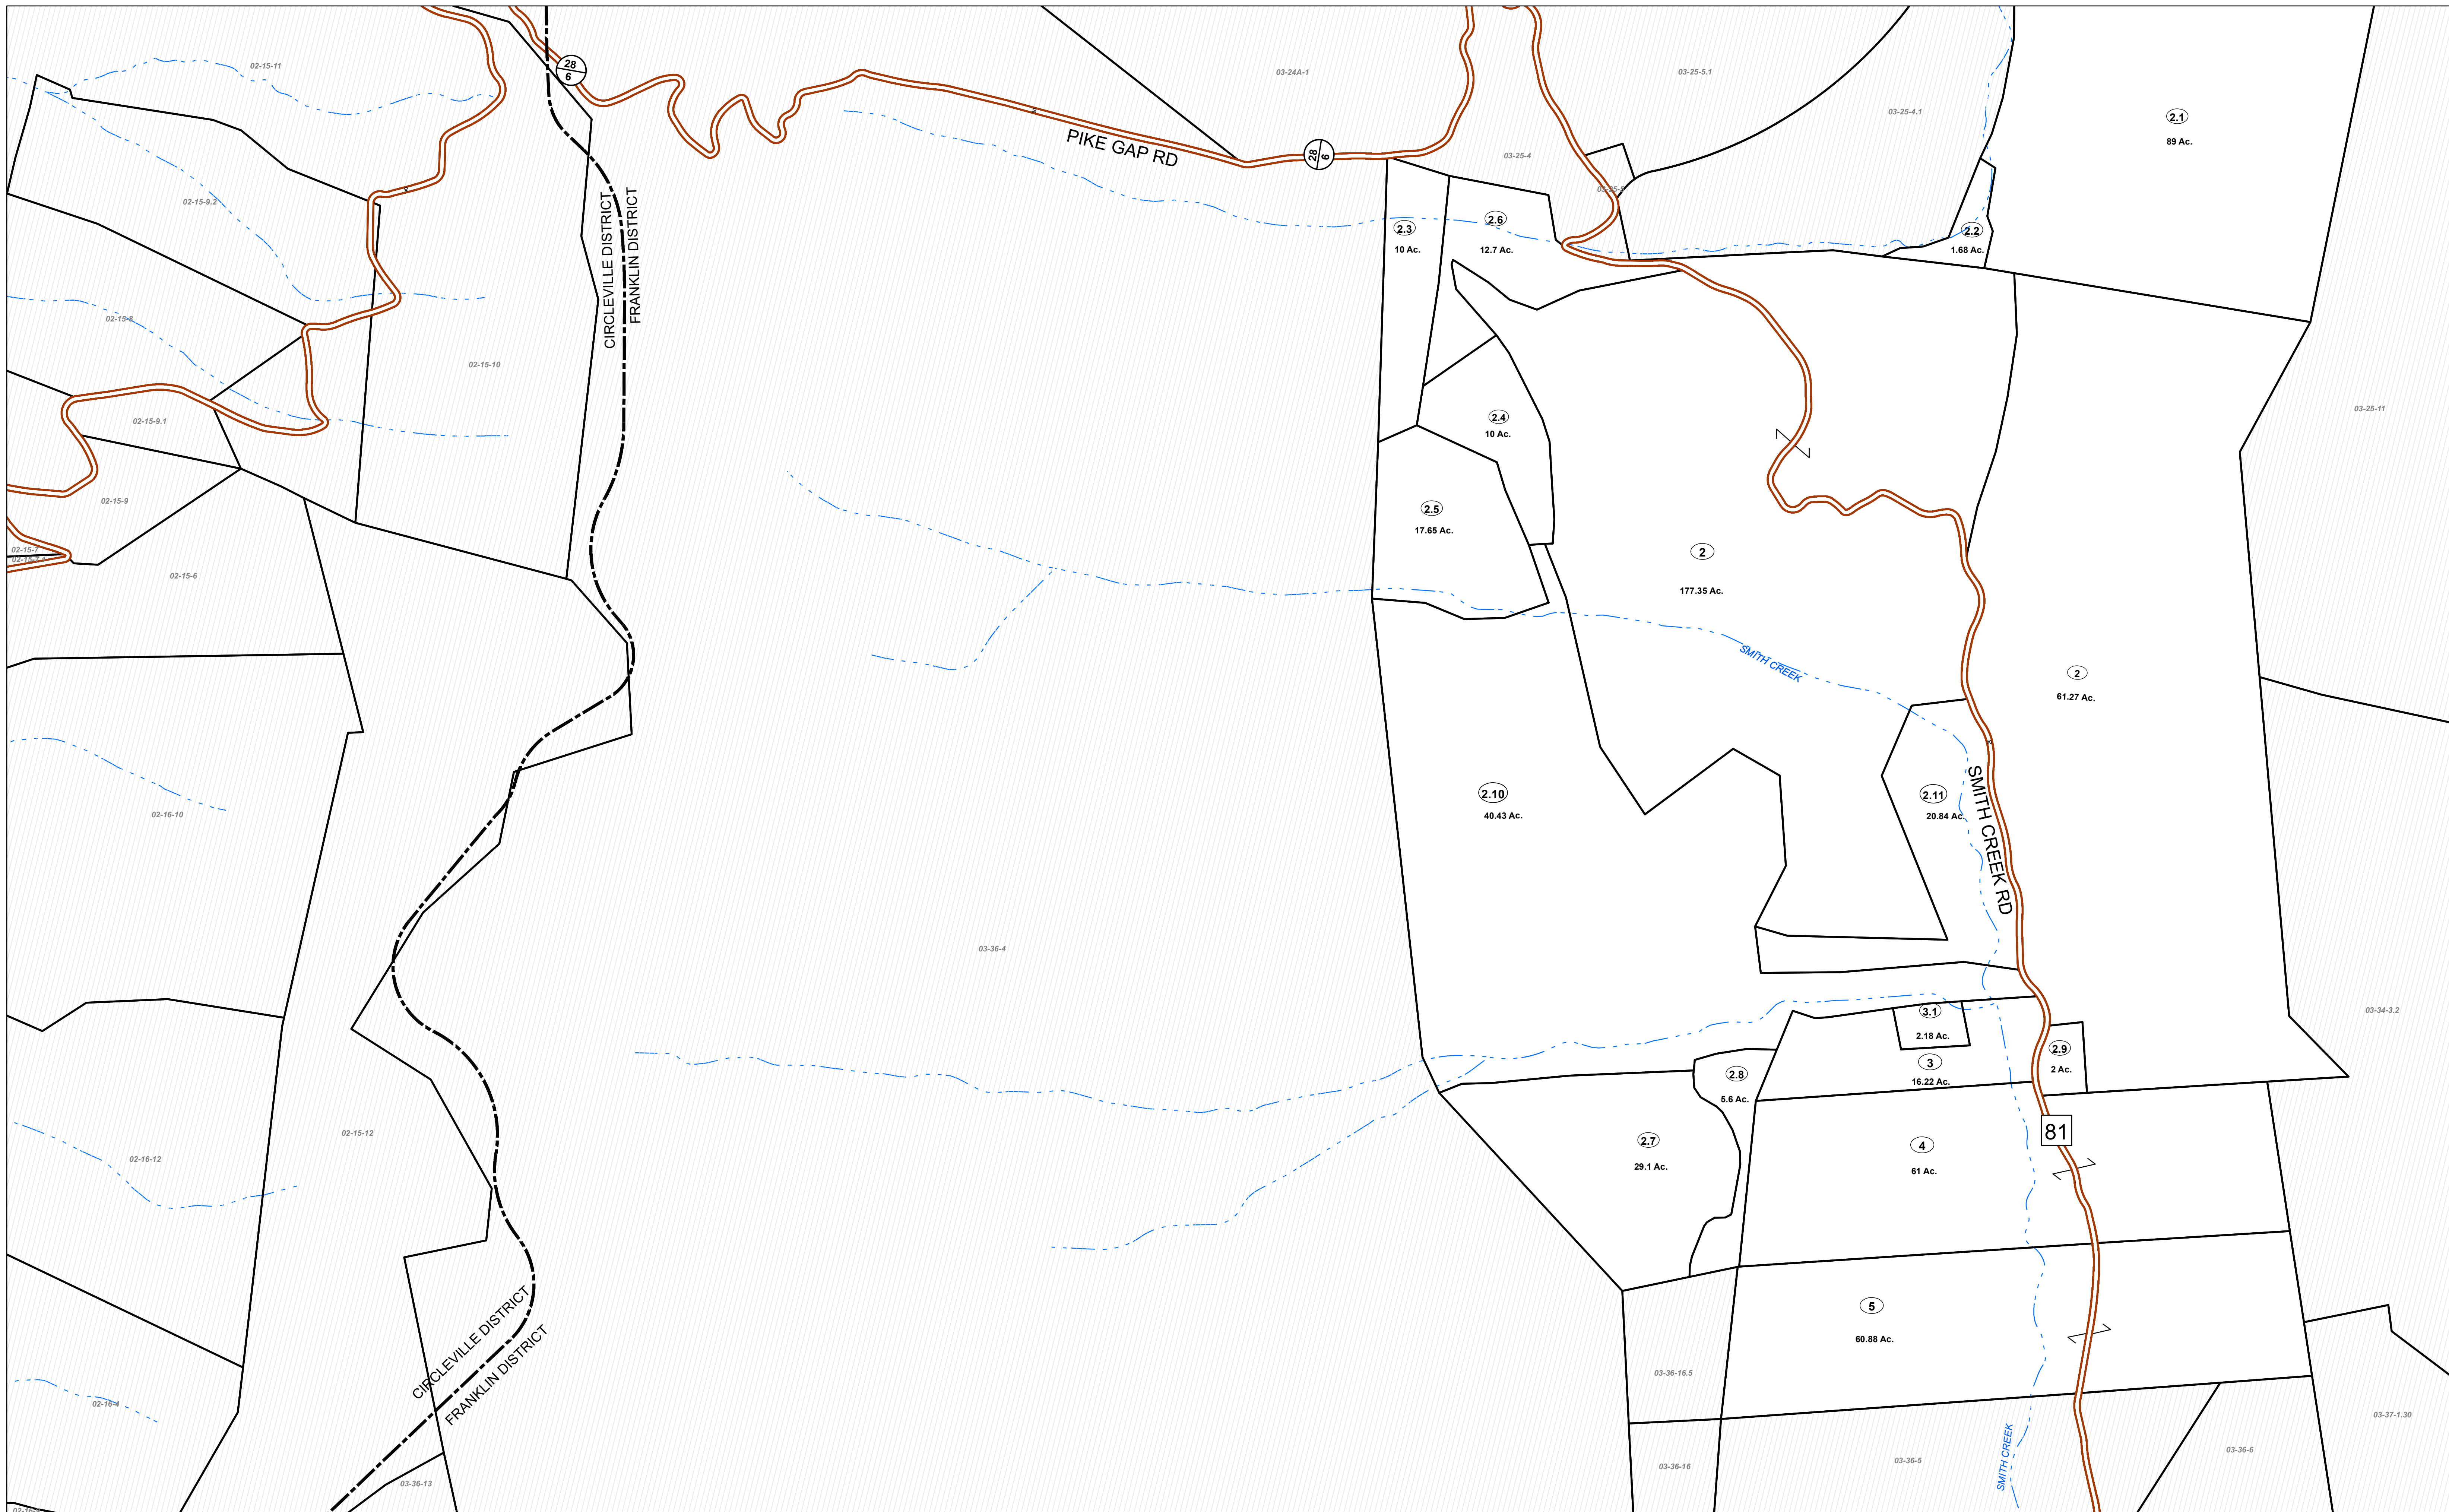 02-15-11
28
6
03-24A-1
03-25-5.1
03-25-4.1
2.1
89 Ac.
PIKE GAP RD
28
6
03-25-4
02-15-9.2
CIRCLEVILLE DISTRICT
FRANKLIN DISTRICT
2.3
10 Ac.
2.6
12.7 Ac.
2.2
1.68 Ac.
02-15-8
02-15-10
03-25-11
02-15-9.1
2.4
10 Ac.
02-15-9
2.5
17.65 Ac.
02-15-7
02-15-6
2
177.35 Ac.
SMITH CREEK
2
61.27 Ac.
02-16-10
2.10
40.43 Ac.
2.11
20.84 Ac.
SMITH CREEK RD
03-36-4
3.1
2.18 Ac.
03-34-3.2
2.9
2 Ac.
3
16.22 Ac.
2.8
5.6 Ac.
02-15-12
02-16-12
2.7
29.1 Ac.
4
61 Ac.
81
5
60.88 Ac.
CIRCLEVILLE DISTRICT
FRANKLIN DISTRICT
03-36-16.5
02-16-4
03-37-1.30
03-36-13
03-36-16
03-36-5
SMITH CREEK
03-36-6